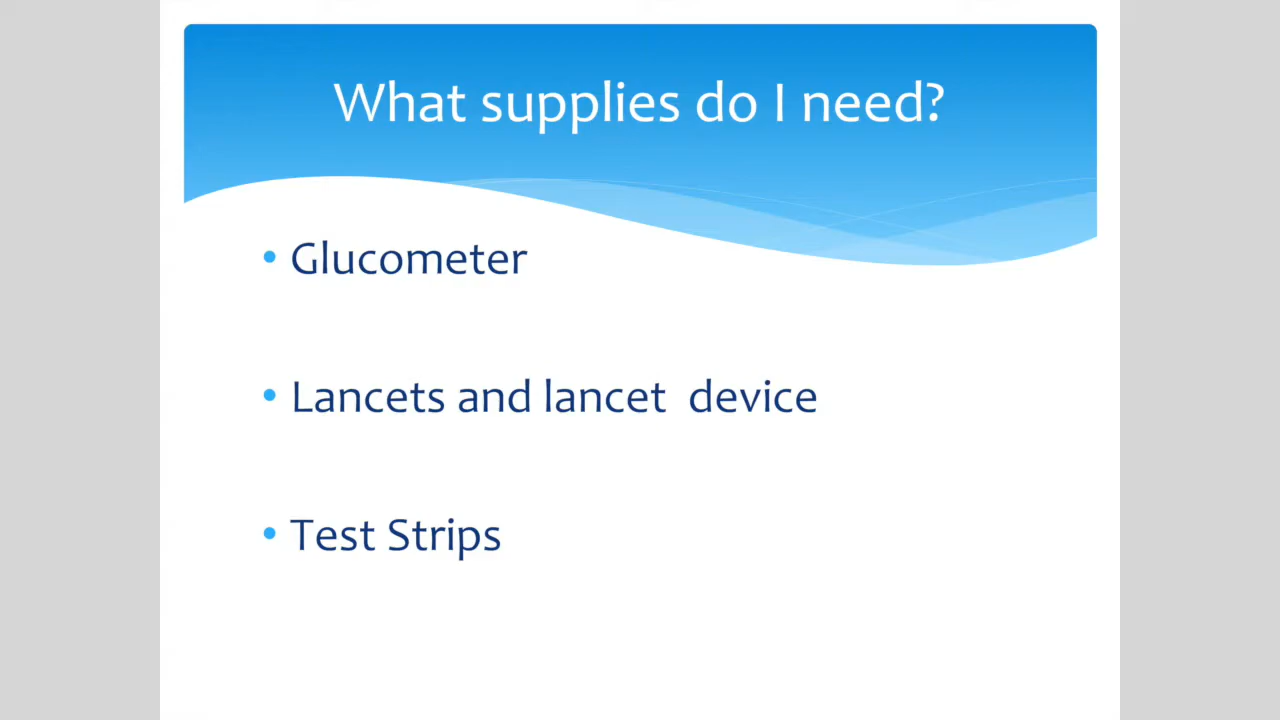 What supplies do I need?
• Glucometer
• Lancets and lancet  device
• Test Strips